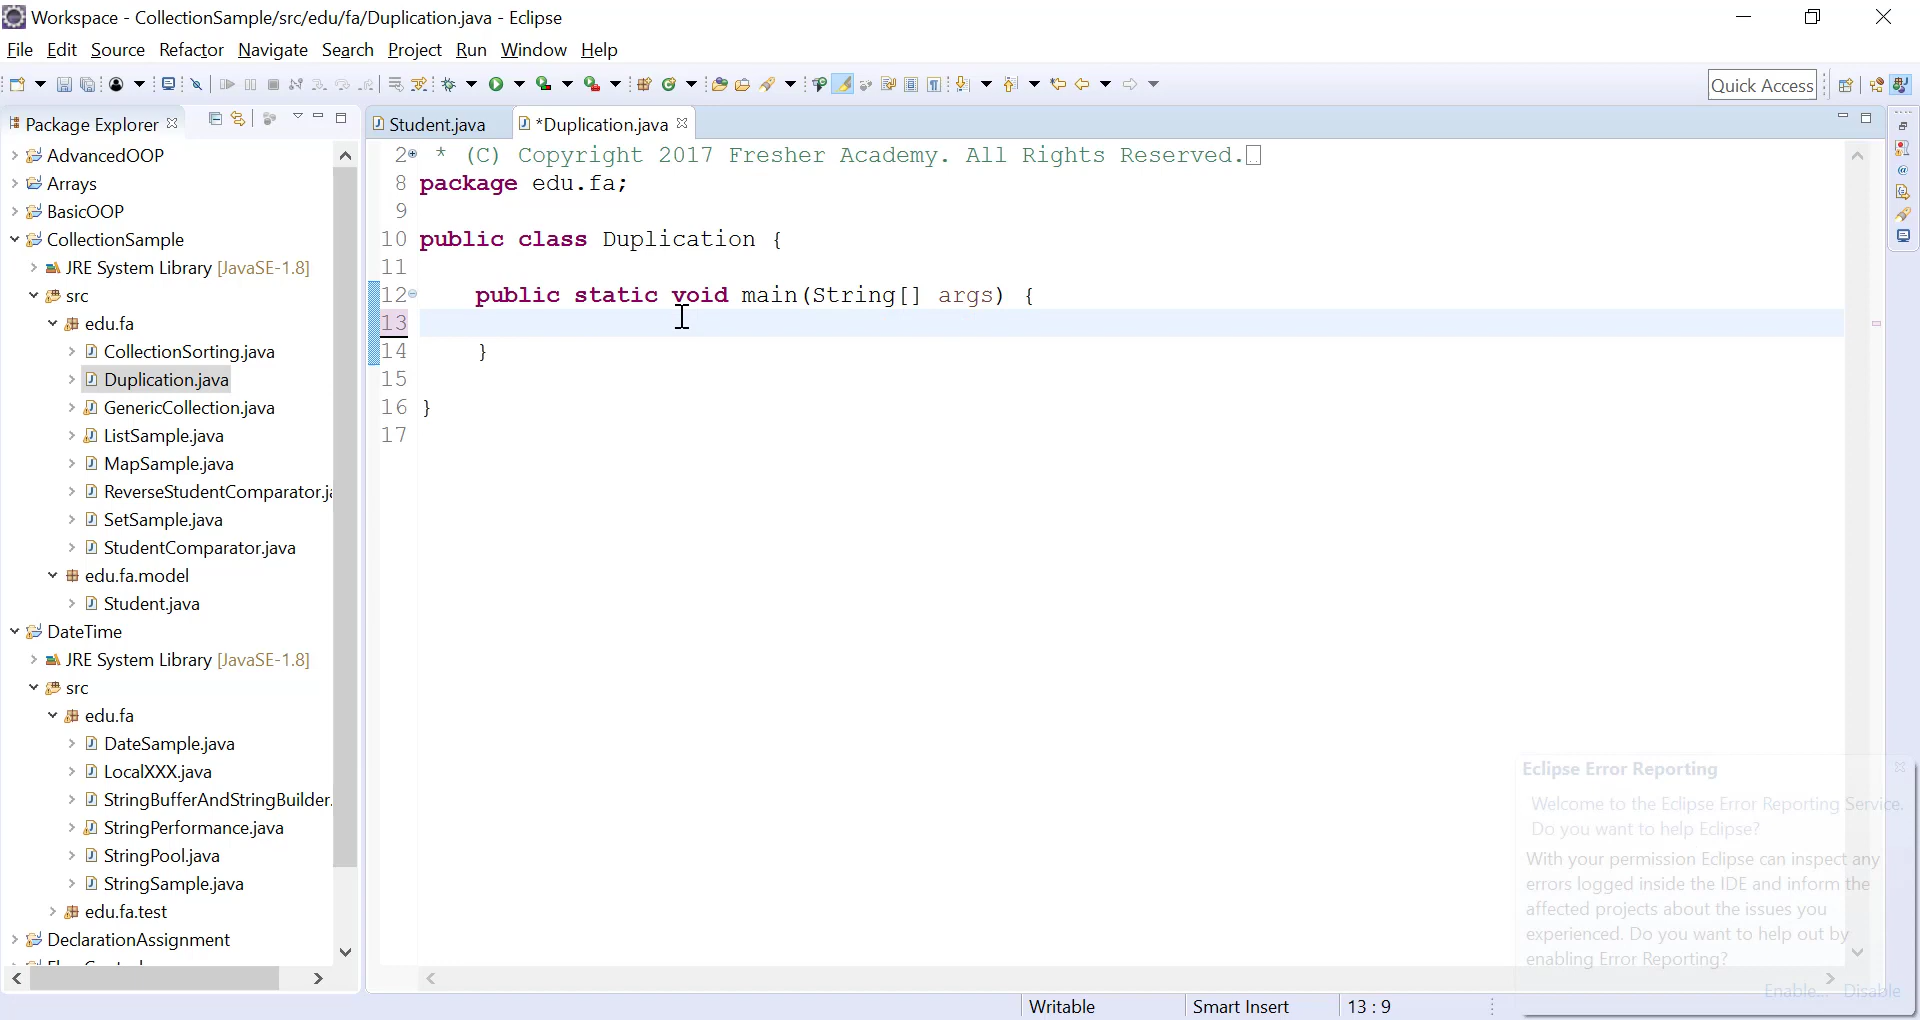 Workspace - CollectionSample/src/edu/fa/Duplication.java - Eclipse
File Edit Source Refactor Navigate Search Project Run Window Help
Quick Access
Package Explorer
Student.java
*Duplication.java
AdvancedOOP
Arrays
BasicOOP
CollectionSample
JRE System Library [JavaSE-1.8]
src
edu.fa
CollectionSorting.java
Duplication.java
GenericCollection.java
ListSample.java
MapSample.java
ReverseStudentComparator.ja
SetSample.java
StudentComparator.java
edu.fa.model
Student.java
DateTime
JRE System Library [JavaSE-1.8]
src
edu.fa
DateSample.java
LocalXXX.java
StringBufferAndStringBuilder.
StringPerformance.java
StringPool.java
StringSample.java
edu.fa.test
DeclarationAssignment
2 * (C) Copyright 2017 Fresher Academy. All Rights Reserved.
8 package edu.fa;
9
10 public class Duplication {
11
12 public static void main(String[] args) {
13
14 }
15
16 }
17
Eclipse Error Reporting
Welcome to the Eclipse Error Reporting Service.
Do you want to help Eclipse?
With your permission Eclipse can inspect any
errors logged inside the IDE and inform the
affected projects about the issues you
experienced. Do you want to help out by
enabling Error Reporting?
Enable... Disable
Writable Smart Insert 13 : 9